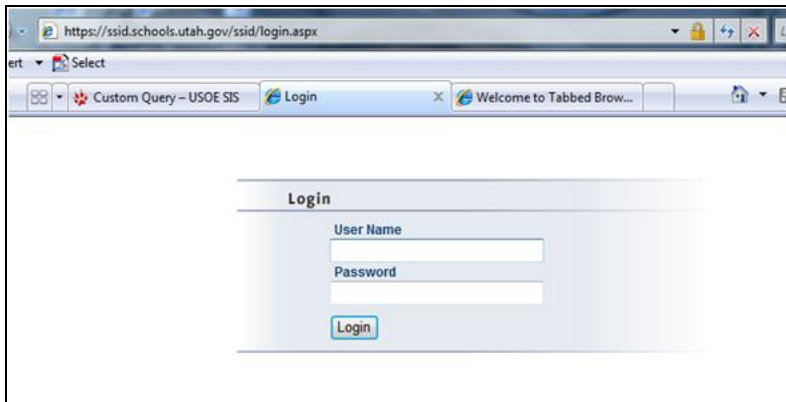 https://ssid.schools.utah.gov/ssid/login.aspx
ert Select
Custom Query – USOE SIS Login Welcome to Tabbed Brow...
Login
User Name
Password
Login